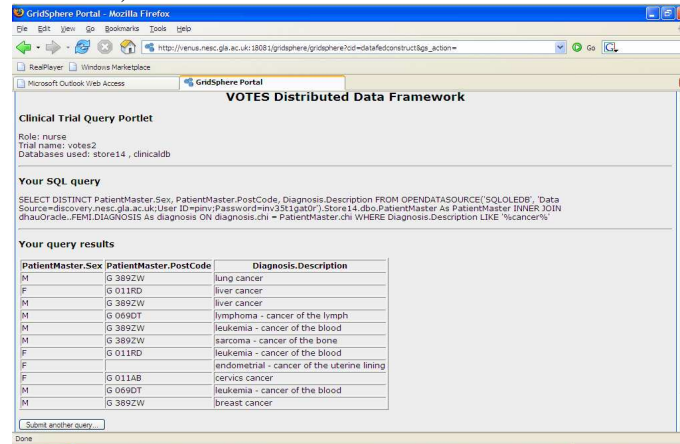 GridSphere Portal - Mozilla Firefox
File Edit View Go Bookmarks Tools Help
http://venus.nesc.gla.ac.uk:18081/gridsphere/gridsphere?cid=datafedconstruct&gs_action=
Go
RealPlayer Windows Marketplace
Microsoft Outlook Web Access GridSphere Portal
VOTES Distributed Data Framework
Clinical Trial Query Portlet
Role: nurse
Trial name: votes2
Databases used: store14 , clinicaldb
Your SQL query
SELECT DISTINCT PatientMaster.Sex, PatientMaster.PostCode, Diagnosis.Description FROM OPENDATASOURCE('SQLOLEDB', 'Data
Source=discovery.nesc.gla.ac.uk;User ID=pinv;Password=inv35t1gat0r').Store14.dbo.PatientMaster As PatientMaster INNER JOIN
dhauOracle..FEMI.DIAGNOSIS As diagnosis ON diagnosis.chi = PatientMaster.chi WHERE Diagnosis.Description LIKE '%cancer%'
Your query results
PatientMaster.Sex PatientMaster.PostCode Diagnosis.Description
M G 389ZW lung cancer
F G 011RD liver cancer
M G 389ZW liver cancer
M G 069DT lymphoma - cancer of the lymph
M G 389ZW leukemia - cancer of the blood
M G 389ZW sarcoma - cancer of the bone
F G 011RD leukemia - cancer of the blood
F endometrial - cancer of the uterine lining
F G 011AB cervics cancer
M G 069DT leukemia - cancer of the blood
M G 389ZW breast cancer
Submit another query...
Done